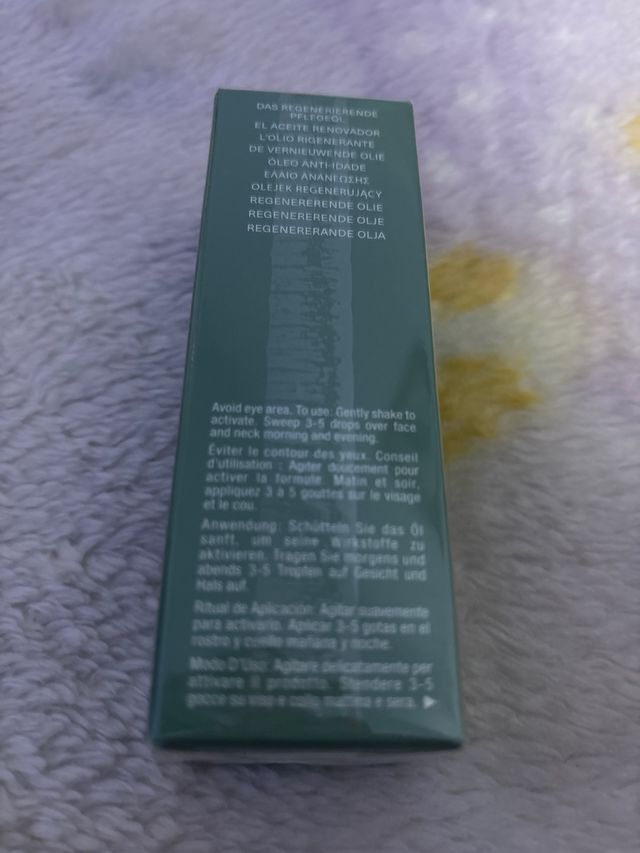 DAS REGENERIERENDE
PFLEGEÖL
EL ACEITE RENOVADOR
L'OLIO RIGENERANTE
DE VERNIEUWENDE OLIE
ÓLEO ANTI-IDADE
ΕΛΑΙΟ ΑΝΑΝΕΩΣΗΣ
OLEJEK REGENERUJĄCY
REGENERERENDE OLIE
REGENERERENDE OLJE
REGENERERANDE OLJA
Avoid eye area. To use: Gently shake to
activate. Sweep 3-5 drops over face
and neck morning and evening.
Éviter le contour des yeux. Conseil
d'utilisation : Agiter doucement pour
activer la formule. Matin et soir,
appliquez 3 à 5 gouttes sur le visage
et le cou.
Anwendung: Schütteln Sie das Öl
sanft, um seine Wirkstoffe zu
aktivieren. Tragen Sie morgens und
abends 3-5 Tropfen auf Gesicht und
Hals auf.
Ritual de Aplicación: Agitar suavemente
para activarlo. Aplicar 3-5 gotas en el
rostro y cuello mañana y noche.
Modo D'Uso: Agitare delicatamente per
attivare il prodotto. Stendere 3-5
gocce su viso e collo mattina e sera. ▶